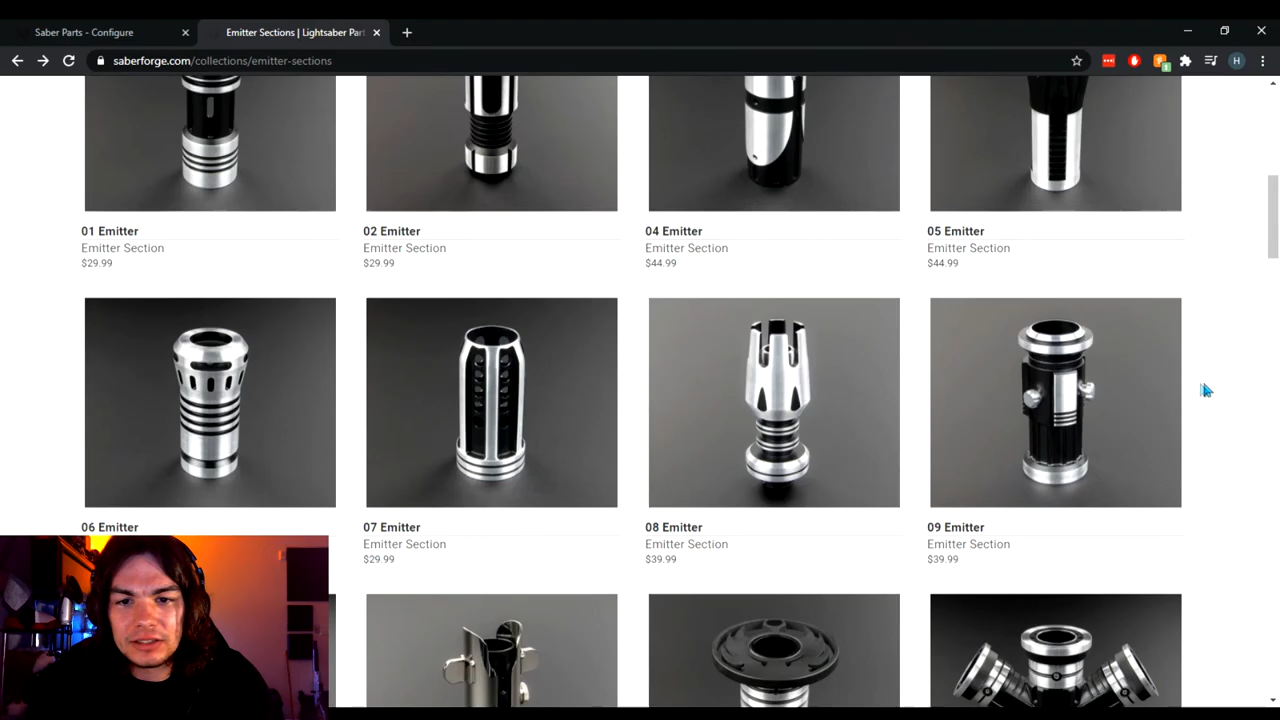 Saber Parts - Configure
Emitter Sections | Lightsaber Par
saberforge.com/collections/emitter-sections
H
1
01 Emitter
Emitter Section
$29.99
02 Emitter
Emitter Section
$29.99
04 Emitter
Emitter Section
$44.99
05 Emitter
Emitter Section
$44.99
06 Emitter
07 Emitter
Emitter Section
$29.99
08 Emitter
Emitter Section
$39.99
09 Emitter
Emitter Section
$39.99